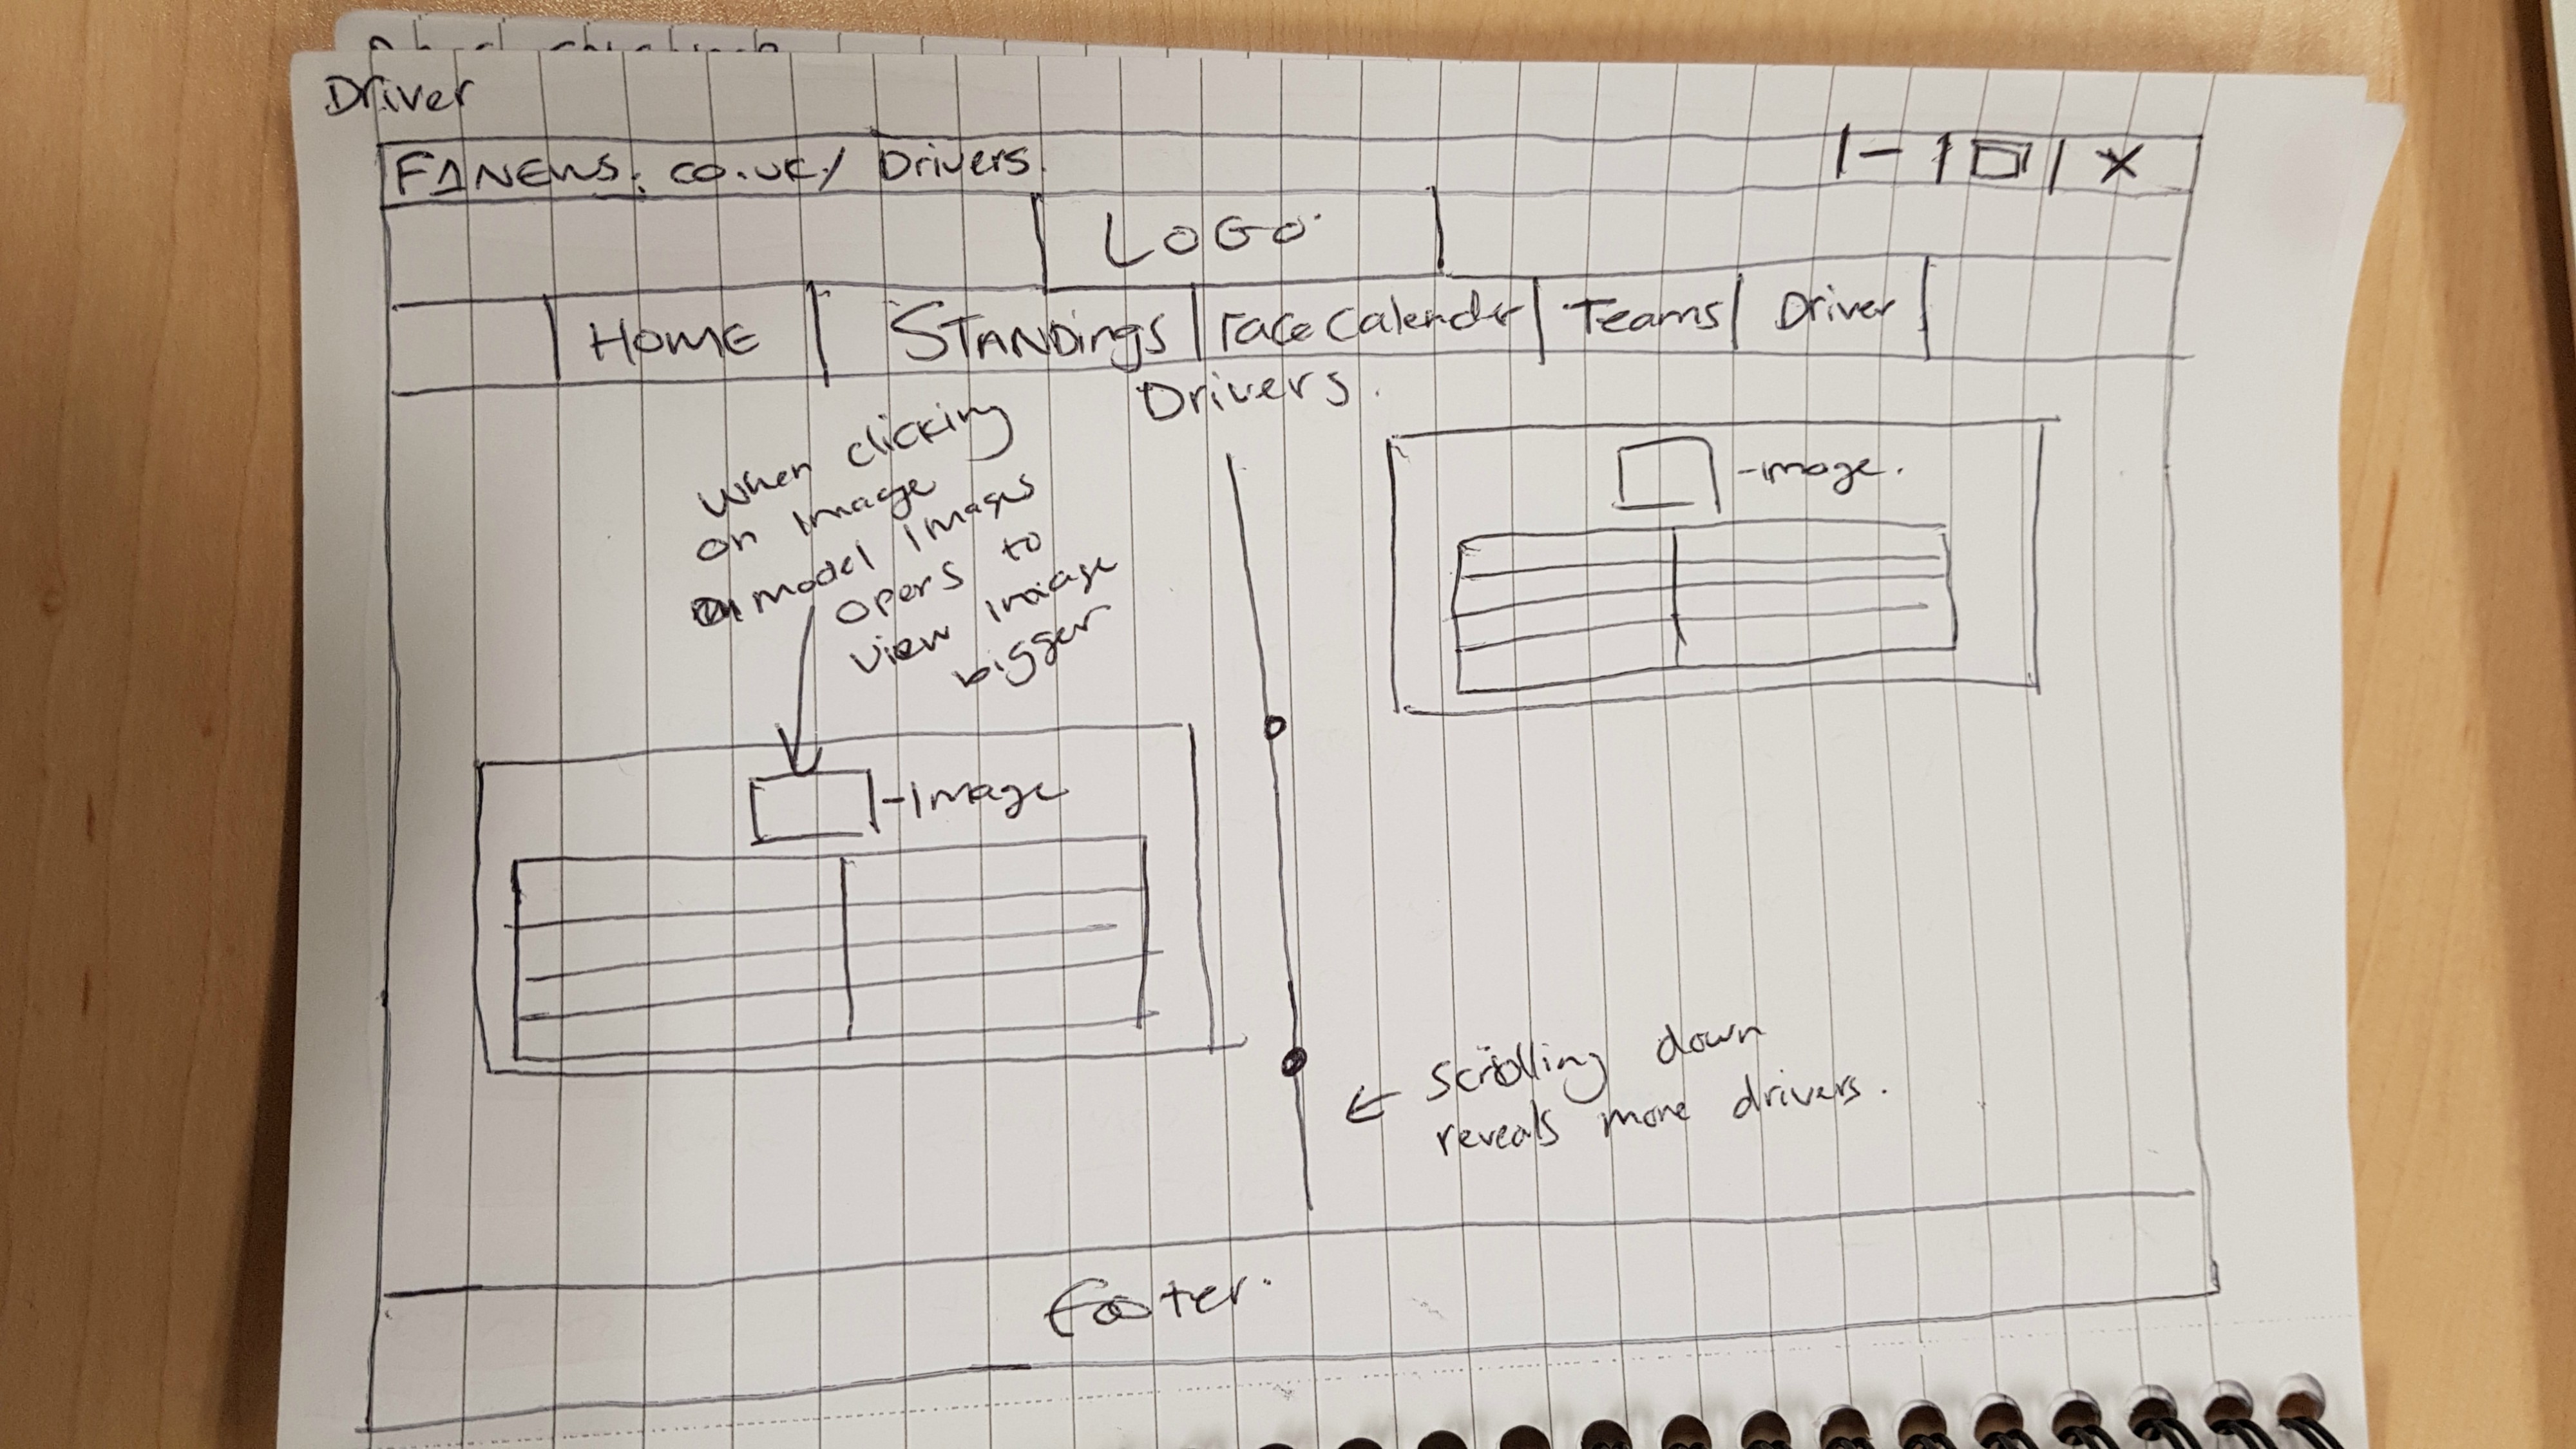 Driver
F1NEWS.co.uk/ Drivers.
LOGO
HOME
STANDings
race Calender
Teams
Driver
Drivers.
When clicking
on image
model images
opens to
view image
bigger
-image.
-Image
← scrolling down
reveals more drivers.
footer.